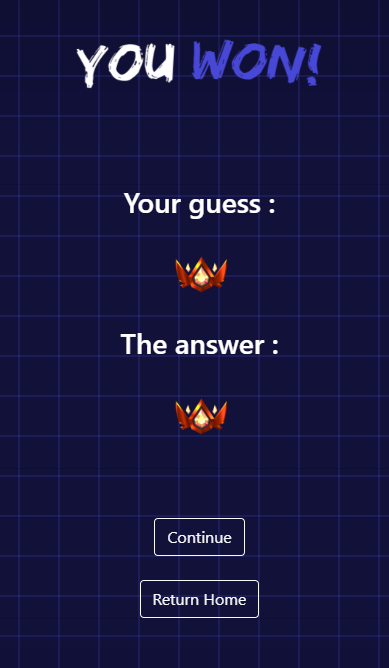 YOU WON!
Your guess :
The answer :
Continue
Return Home